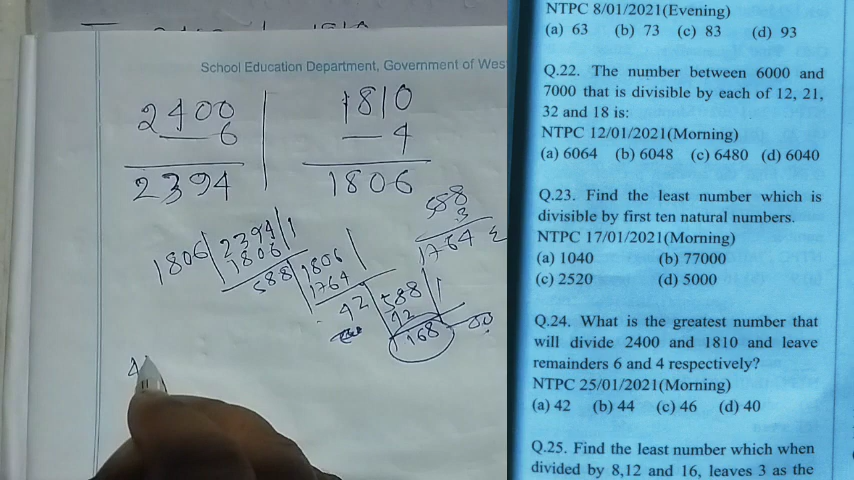 School Education Department, Government of Wes
2400
6
2394
1810
4
1806
1806 2394 1
1806
588 1806
1764
42 588 1
42
168
588
3
1764
NTPC 8/01/2021(Evening)
(a) 63 (b) 73 (c) 83 (d) 93
Q.22. The number between 6000 and
7000 that is divisible by each of 12, 21,
32 and 18 is:
NTPC 12/01/2021(Morning)
(a) 6064 (b) 6048 (c) 6480 (d) 6040
Q.23. Find the least number which is
divisible by first ten natural numbers.
NTPC 17/01/2021(Morning)
(a) 1040 (b) 77000
(c) 2520 (d) 5000
Q.24. What is the greatest number that
will divide 2400 and 1810 and leave
remainders 6 and 4 respectively?
NTPC 25/01/2021(Morning)
(a) 42 (b) 44 (c) 46 (d) 40
Q.25. Find the least number which when
divided by 8,12 and 16, leaves 3 as the